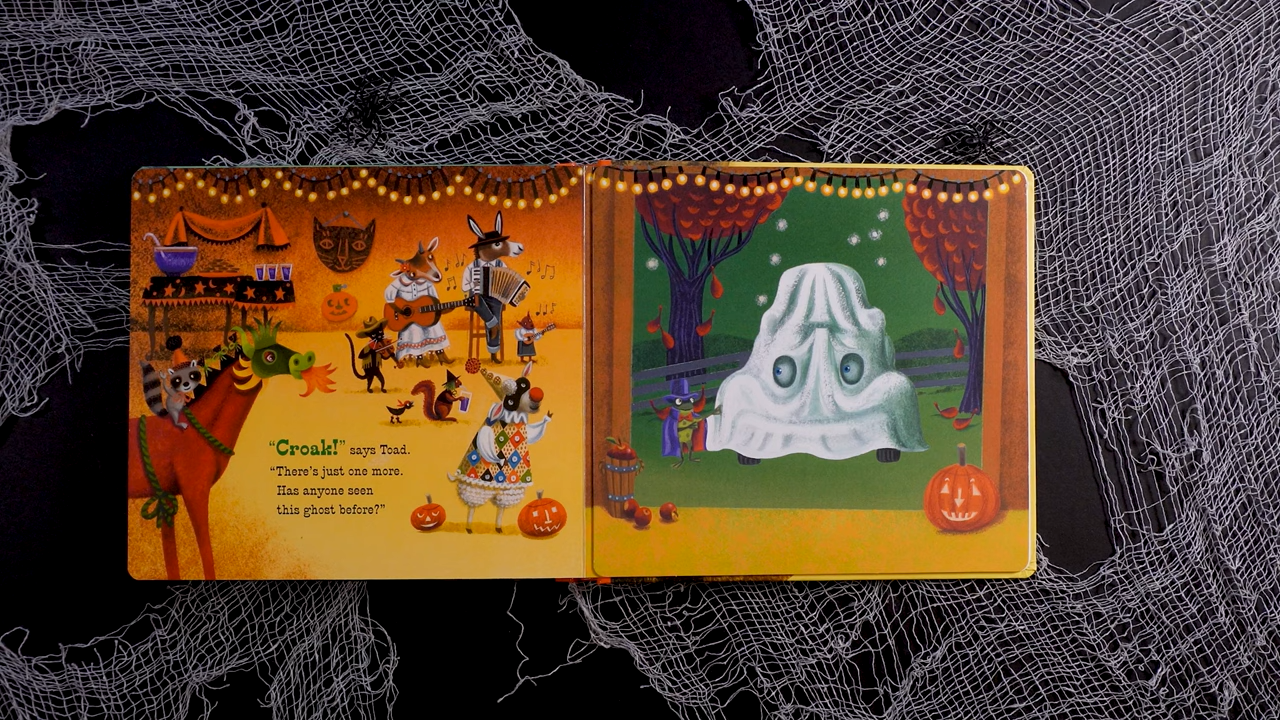 “Croak!” says Toad.
“There’s just one more.
Has anyone seen
this ghost before?”